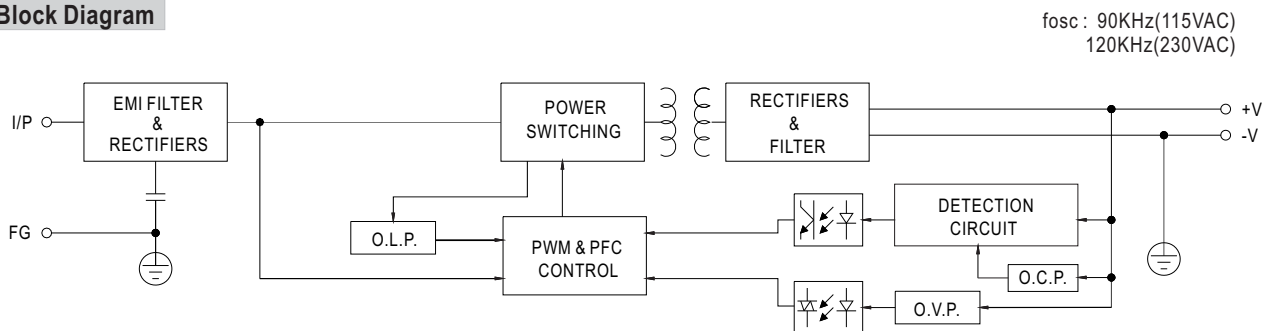 Block Diagram
fosc : 90KHz(115VAC)
120KHz(230VAC)
I/P
EMI FILTER
&
RECTIFIERS
POWER
SWITCHING
RECTIFIERS
&
FILTER
+V
-V
FG
O.L.P.
PWM & PFC
CONTROL
DETECTION
CIRCUIT
O.C.P.
O.V.P.